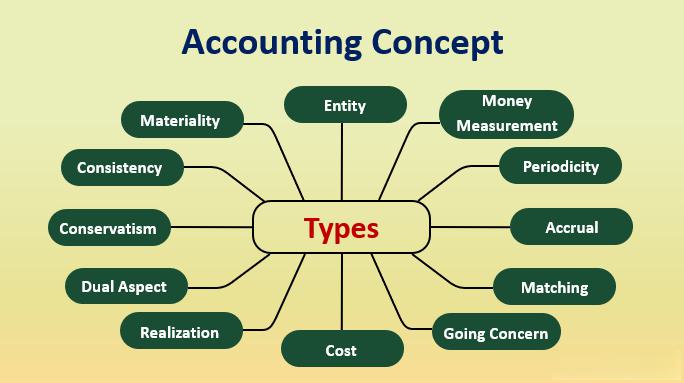 Accounting Concept
Entity
Money
Measurement
Materiality
Consistency
Periodicity
Types
Conservatism
Accrual
Dual Aspect
Matching
Realization
Going Concern
Cost